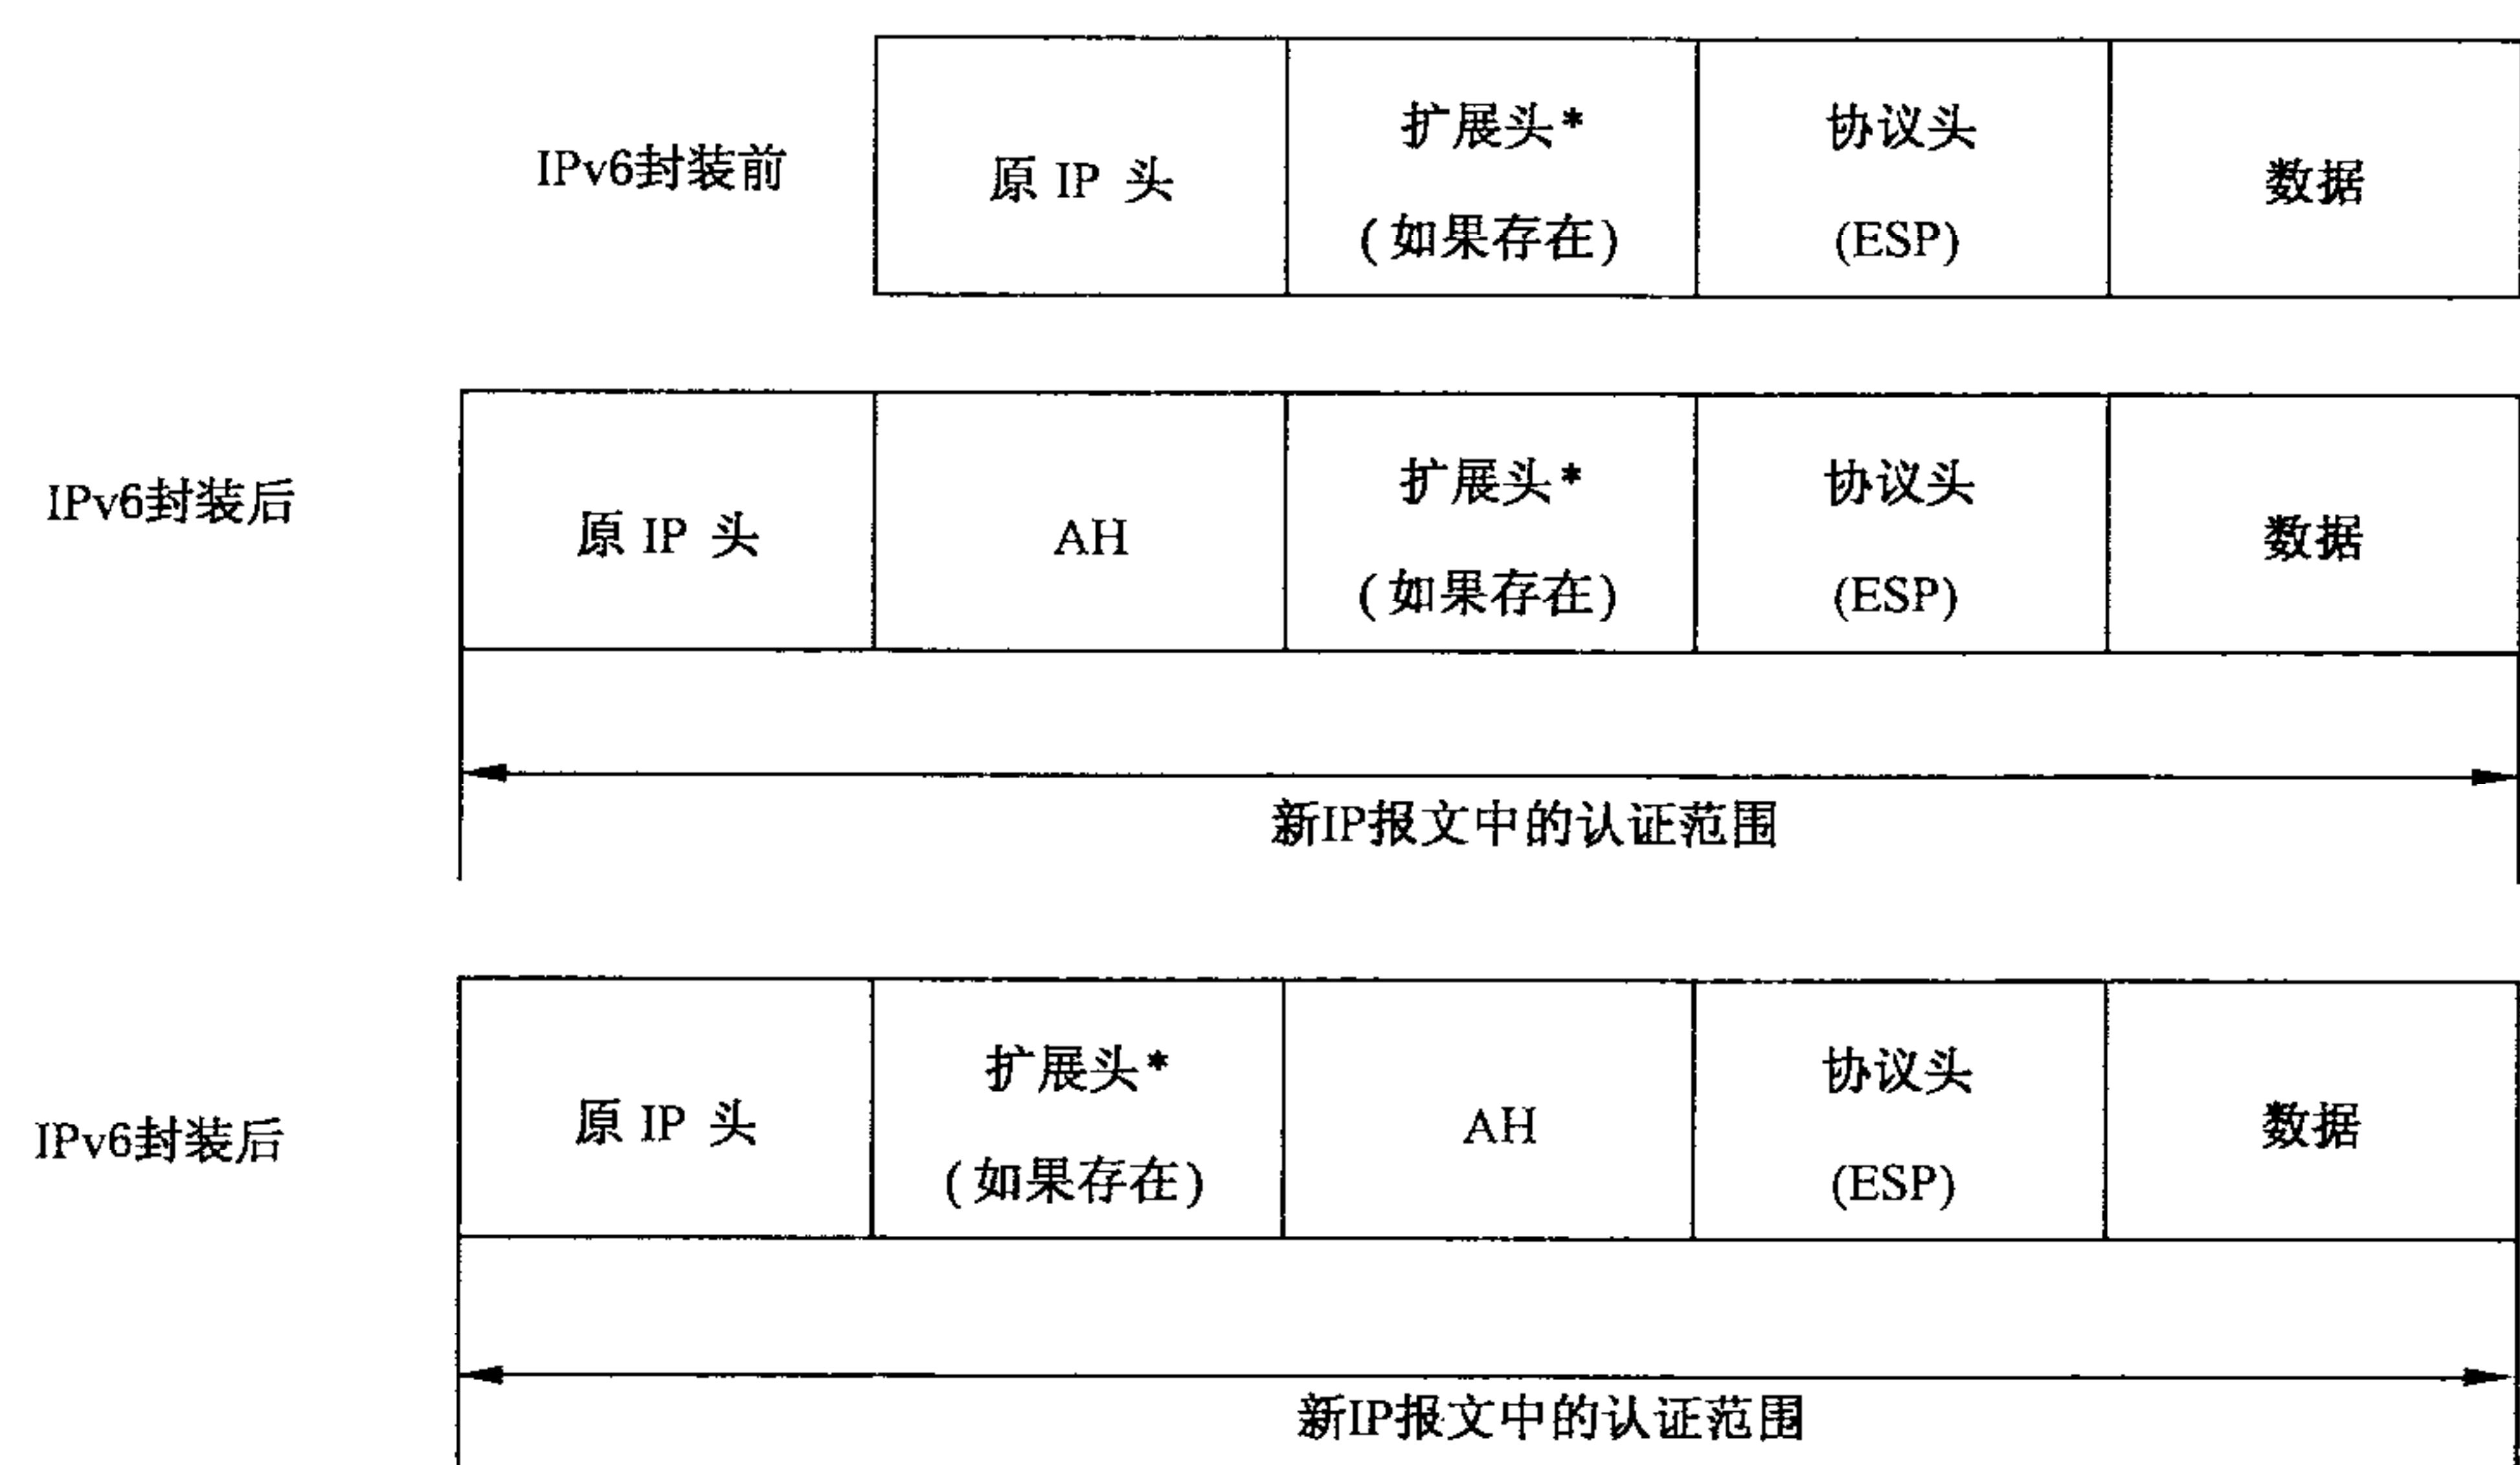 IPv6封装前
原 IP 头
扩展头*
(如果存在)
协议头
(ESP)
数据
IPv6封装后
原 IP 头
AH
扩展头*
(如果存在)
协议头
(ESP)
数据
新IP报文中的认证范围
IPv6封装后
原 IP 头
扩展头*
(如果存在)
AH
协议头
(ESP)
数据
新IP报文中的认证范围